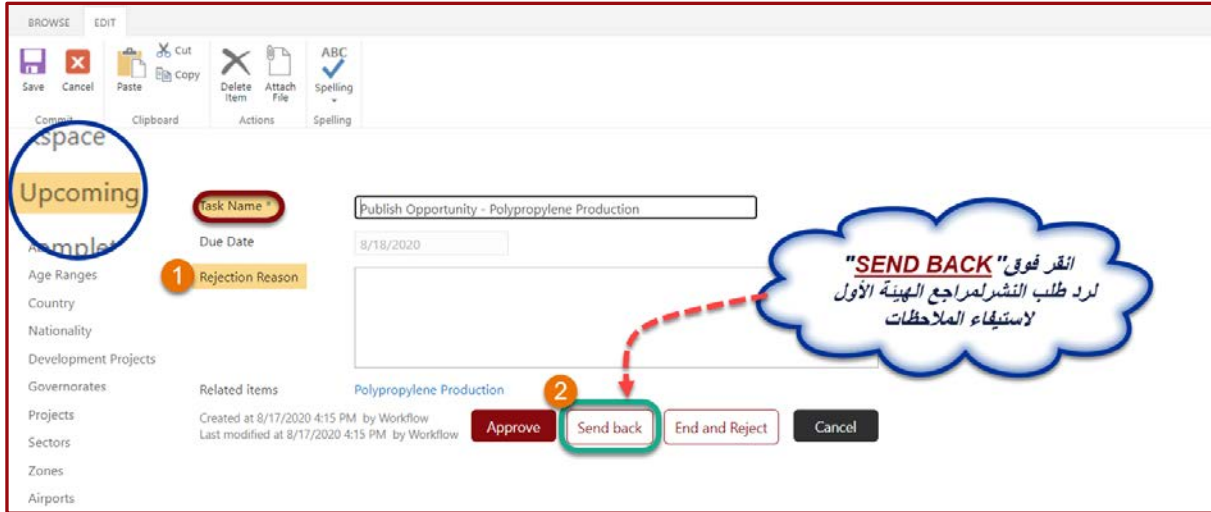 BROWSE EDIT
Save
Cancel
Paste
Cut
Copy
Delete Item
Attach File
ABC
Spelling
Commit
Clipboard
Actions
Spelling
kspace
Upcoming
omplet
Task Name *
Publish Opportunity - Polypropylene Production
Due Date
8/18/2020
1
Rejection Reason
Age Ranges
Country
Nationality
Development Projects
Governorates
Projects
Sectors
Zones
Airports
انقر فوق "SEND BACK"
لرد طلب النشر لمراجع الهيئة الأول
لاستيفاء الملاحظات
Related items
Polypropylene Production
2
Created at 8/17/2020 4:15 PM by Workflow
Last modified at 8/17/2020 4:15 PM by Workflow
Approve
Send back
End and Reject
Cancel